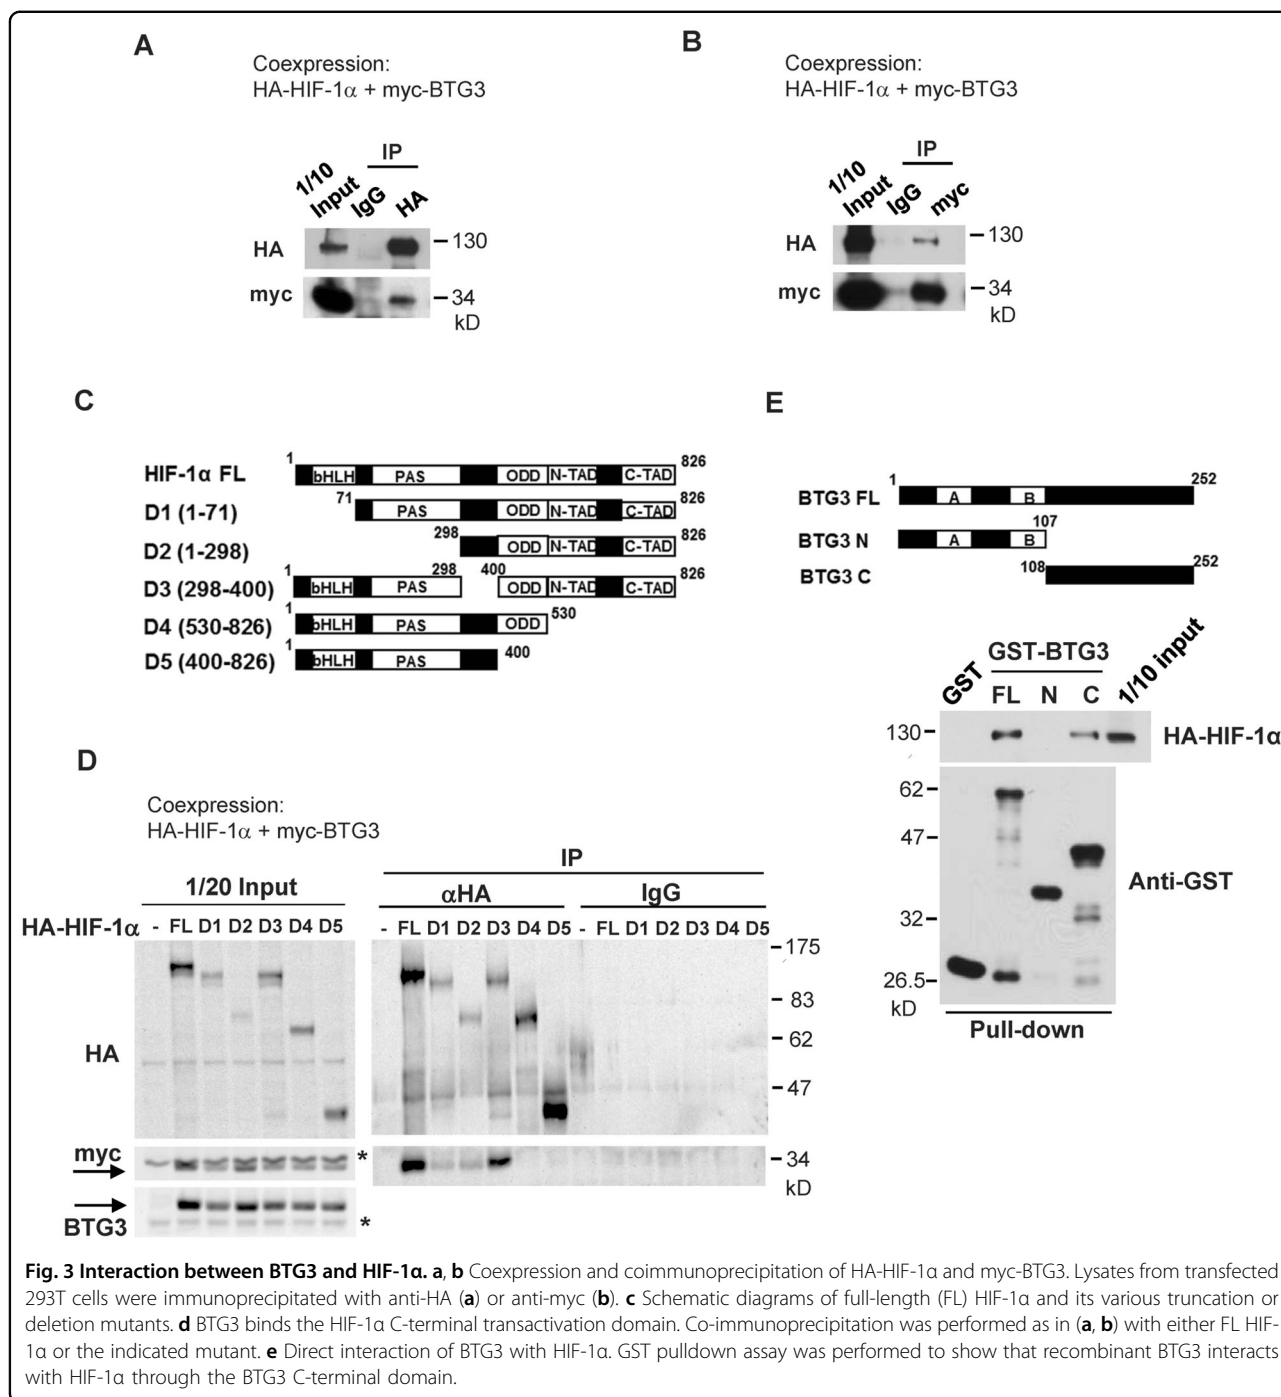 A
Coexpression:
HA-HIF-1α + myc-BTG3
IP
1/10 Input
IgG
HA
HA
130
myc
34
kD
B
Coexpression:
HA-HIF-1α + myc-BTG3
IP
1/10 Input
IgG
myc
HA
130
myc
34
kD
C
1
HIF-1α FL
bHLH PAS ODD N-TAD C-TAD
826
71
D1 (1-71)
PAS ODD N-TAD C-TAD
826
298
D2 (1-298)
ODD N-TAD C-TAD
826
1 298 400
D3 (298-400)
bHLH PAS ODD N-TAD C-TAD
826
1
D4 (530-826)
bHLH PAS ODD
530
1
D5 (400-826)
bHLH PAS
400
E
1 252
BTG3 FL
A B
107
BTG3 N
A B
108 252
BTG3 C
GST-BTG3
GST FL N C 1/10 input
130
HA-HIF-1α
62
47
Anti-GST
32
26.5
kD
Pull-down
D
Coexpression:
HA-HIF-1α + myc-BTG3
IP
1/20 Input
αHA
IgG
HA-HIF-1α - FL D1 D2 D3 D4 D5 - FL D1 D2 D3 D4 D5 - FL D1 D2 D3 D4 D5
175
83
62
HA
47
myc
*
34
kD
BTG3
*
Fig. 3 Interaction between BTG3 and HIF-1α. a, b Coexpression and coimmunoprecipitation of HA-HIF-1α and myc-BTG3. Lysates from transfected
293T cells were immunoprecipitated with anti-HA (a) or anti-myc (b). c Schematic diagrams of full-length (FL) HIF-1α and its various truncation or
deletion mutants. d BTG3 binds the HIF-1α C-terminal transactivation domain. Co-immunoprecipitation was performed as in (a, b) with either FL HIF-
1α or the indicated mutant. e Direct interaction of BTG3 with HIF-1α. GST pulldown assay was performed to show that recombinant BTG3 interacts
with HIF-1α through the BTG3 C-terminal domain.